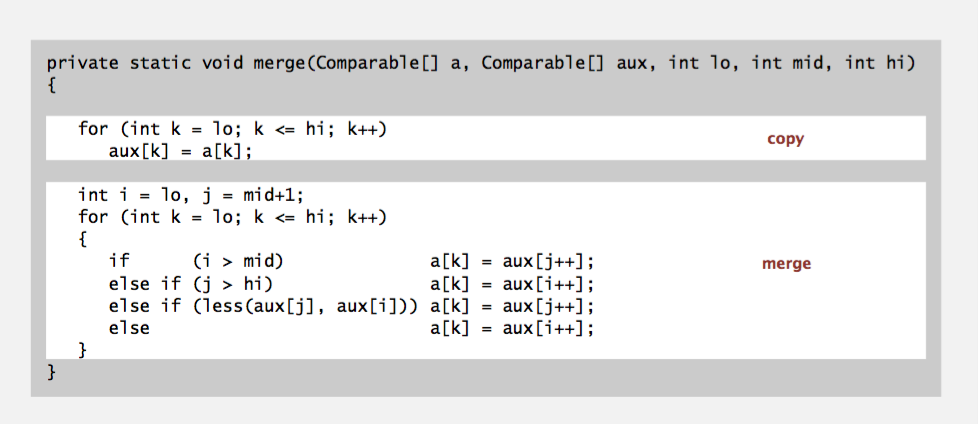 private static void merge(Comparable[] a, Comparable[] aux, int lo, int mid, int hi)
{
for (int k = lo; k <= hi; k++)
copy
aux[k] = a[k];
int i = lo, j = mid+1;
for (int k = lo; k <= hi; k++)
{
if (i > mid) a[k] = aux[j++];
merge
else if (j > hi) a[k] = aux[i++];
else if (less(aux[j], aux[i])) a[k] = aux[j++];
else a[k] = aux[i++];
}
}